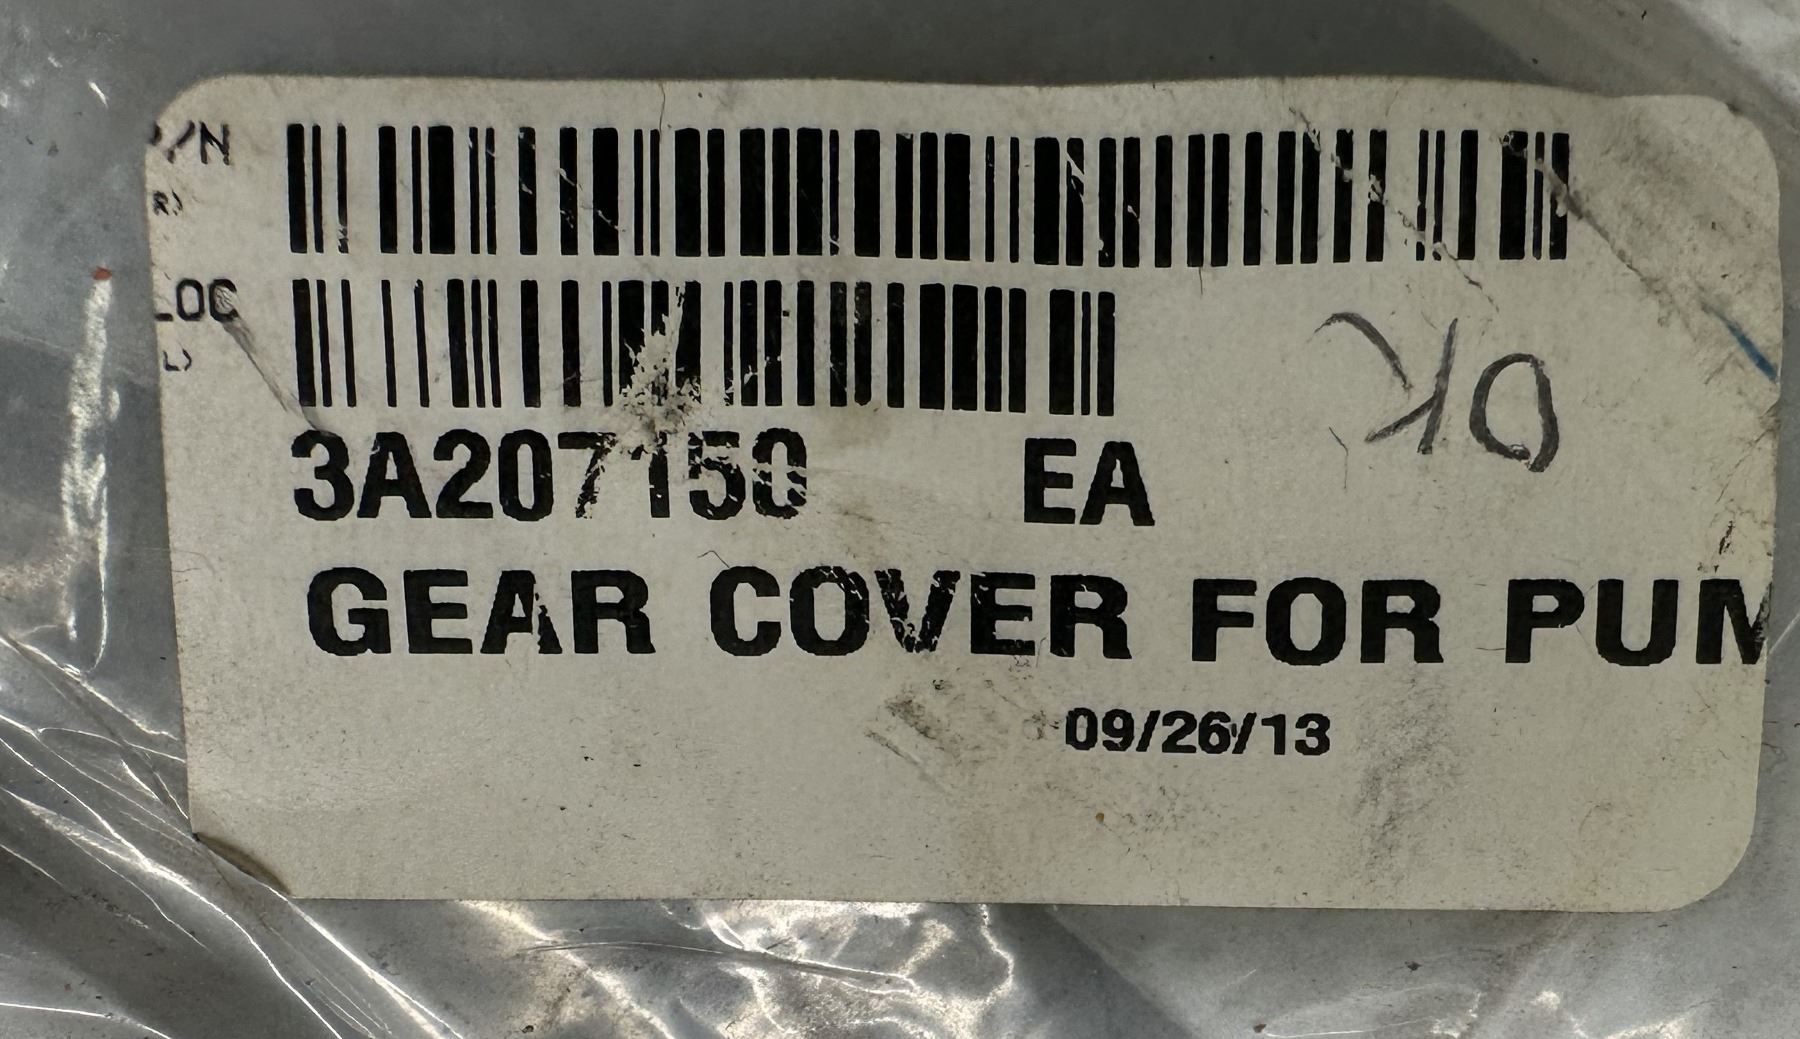 P/N
R)
LOC
L)
3A207150 EA
OK
GEAR COVER FOR PUM
09/26/13